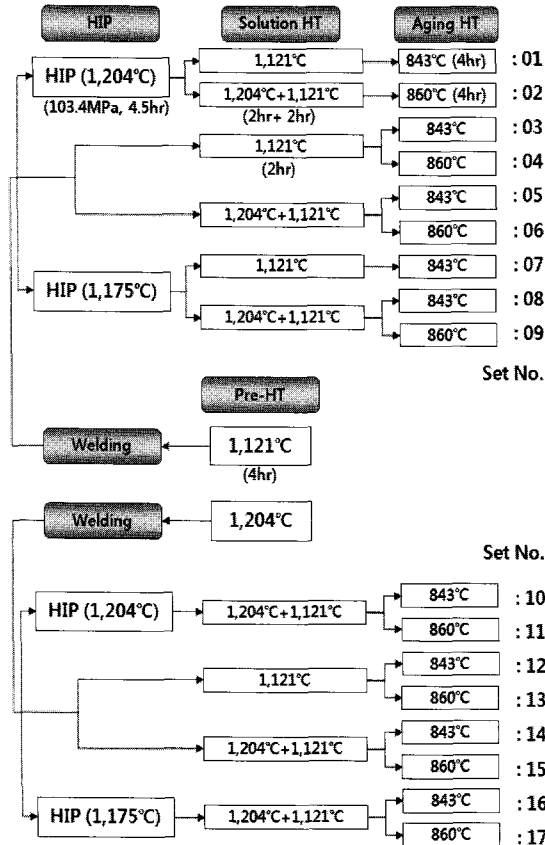 HIP Solution HT Aging HT
HIP (1,204℃) 1,121℃ 843℃ (4hr) : 01
(103.4MPa, 4.5hr) 1,204℃+1,121℃ 860℃ (4hr) : 02
(2hr+ 2hr)
1,121℃ 843℃ : 03
(2hr) 860℃ : 04
1,204℃+1,121℃ 843℃ : 05
860℃ : 06
HIP (1,175℃) 1,121℃ 843℃ : 07
1,204℃+1,121℃ 843℃ : 08
860℃ : 09
Set No.
Pre-HT
Welding 1,121℃
(4hr)
Welding 1,204℃
Set No.
HIP (1,204℃) 1,204℃+1,121℃ 843℃ : 10
860℃ : 11
1,121℃ 843℃ : 12
860℃ : 13
1,204℃+1,121℃ 843℃ : 14
860℃ : 15
HIP (1,175℃) 1,204℃+1,121℃ 843℃ : 16
860℃ : 17